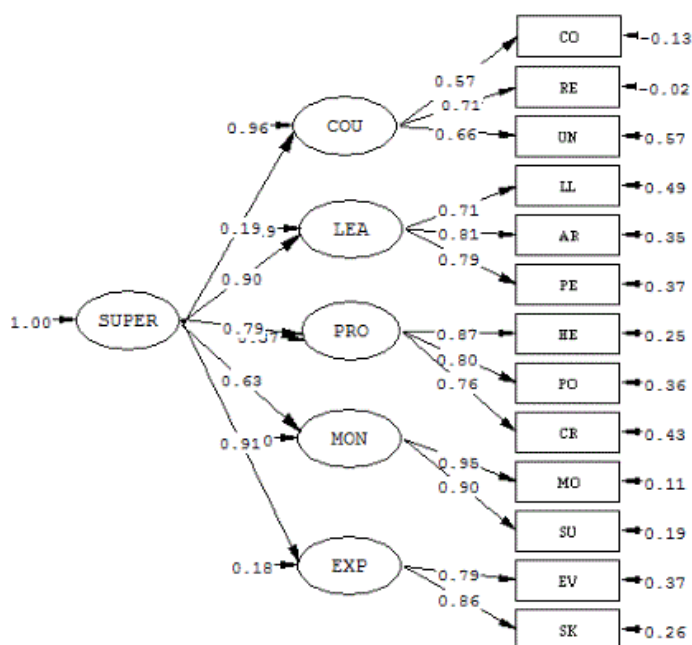 CO
-0.13
0.57
RE
-0.02
0.71
0.96
COU
0.66
UN
0.57
LL
0.49
0.71
0.19
LEA
0.81
AR
0.35
0.90
0.79
PE
0.37
1.00
SUPER
0.79
PRO
0.87
HE
0.25
0.80
PO
0.36
0.63
0.76
CR
0.43
0.91
MON
0.95
MO
0.11
0.90
SU
0.19
0.18
EXP
0.79
EV
0.37
0.86
SK
0.26